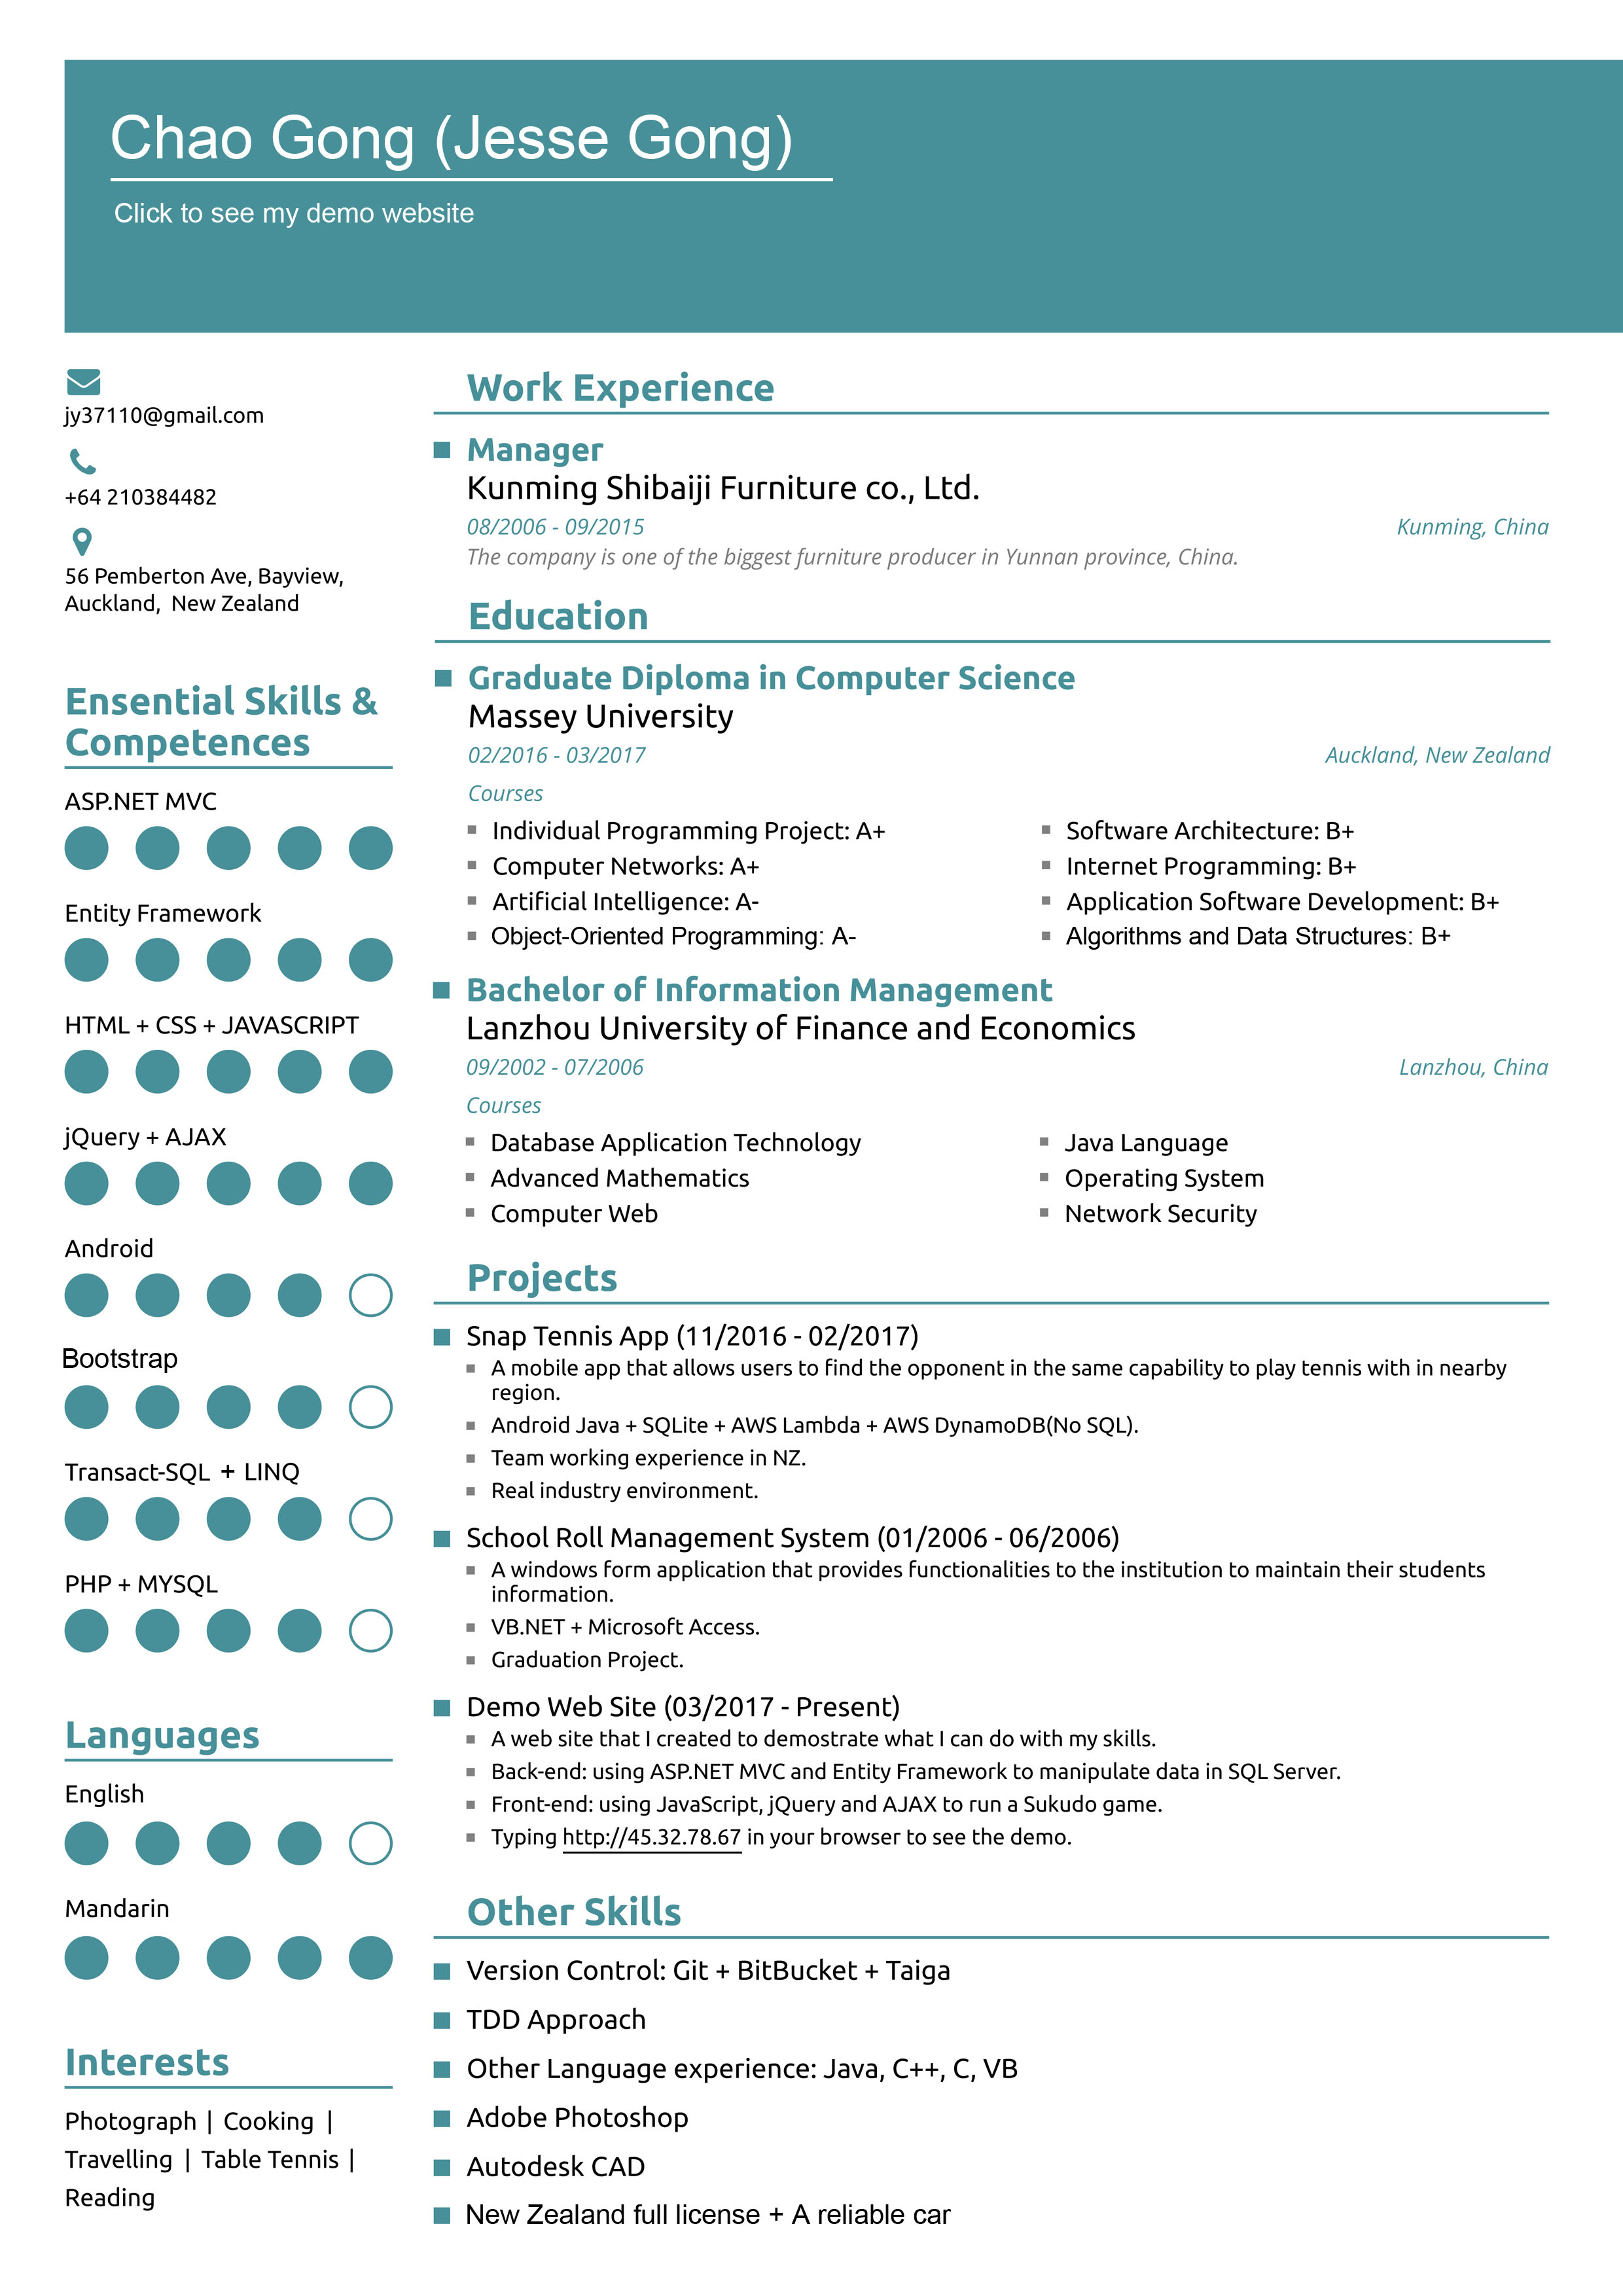 Chao Gong (Jesse Gong)
Click to see my demo website
jy37110@gmail.com
+64 210384482
56 Pemberton Ave, Bayview,
Auckland, New Zealand
Ensential Skills &
Competences
ASP.NET MVC
Entity Framework
HTML + CSS + JAVASCRIPT
jQuery + AJAX
Android
Bootstrap
Transact-SQL + LINQ
PHP + MYSQL
Languages
English
Mandarin
Interests
Photograph | Cooking |
Travelling | Table Tennis |
Reading
Work Experience
Manager
Kunming Shibaiji Furniture co., Ltd.
08/2006 - 09/2015 Kunming, China
The company is one of the biggest furniture producer in Yunnan province, China.
Education
Graduate Diploma in Computer Science
Massey University
02/2016 - 03/2017 Auckland, New Zealand
Courses
Individual Programming Project: A+
Computer Networks: A+
Artificial Intelligence: A-
Object-Oriented Programming: A-
Software Architecture: B+
Internet Programming: B+
Application Software Development: B+
Algorithms and Data Structures: B+
Bachelor of Information Management
Lanzhou University of Finance and Economics
09/2002 - 07/2006 Lanzhou, China
Courses
Database Application Technology
Advanced Mathematics
Computer Web
Java Language
Operating System
Network Security
Projects
Snap Tennis App (11/2016 - 02/2017)
A mobile app that allows users to find the opponent in the same capability to play tennis with in nearby
region.
Android Java + SQLite + AWS Lambda + AWS DynamoDB(No SQL).
Team working experience in NZ.
Real industry environment.
School Roll Management System (01/2006 - 06/2006)
A windows form application that provides functionalities to the institution to maintain their students
information.
VB.NET + Microsoft Access.
Graduation Project.
Demo Web Site (03/2017 - Present)
A web site that I created to demostrate what I can do with my skills.
Back-end: using ASP.NET MVC and Entity Framework to manipulate data in SQL Server.
Front-end: using JavaScript, jQuery and AJAX to run a Sukudo game.
Typing http://45.32.78.67 in your browser to see the demo.
Other Skills
Version Control: Git + BitBucket + Taiga
TDD Approach
Other Language experience: Java, C++, C, VB
Adobe Photoshop
Autodesk CAD
New Zealand full license + A reliable car